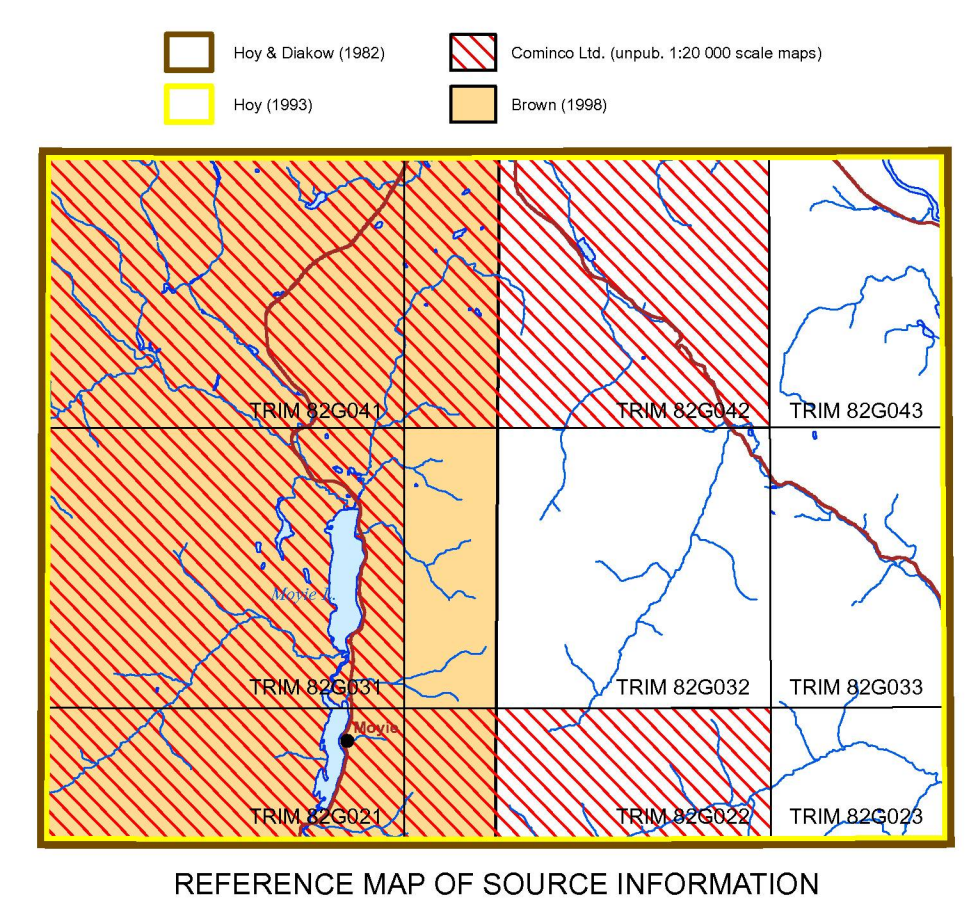 Hoy & Diakow (1982)
Cominco Ltd. (unpub. 1:20 000 scale maps)
Hoy (1993)
Brown (1998)
TRIM 82G041
TRIM 82G042
TRIM 82G043
Moyie L.
TRIM 82G031
TRIM 82G032
TRIM 82G033
Moyie
TRIM 82G021
TRIM 82G022
TRIM 82G023
REFERENCE MAP OF SOURCE INFORMATION